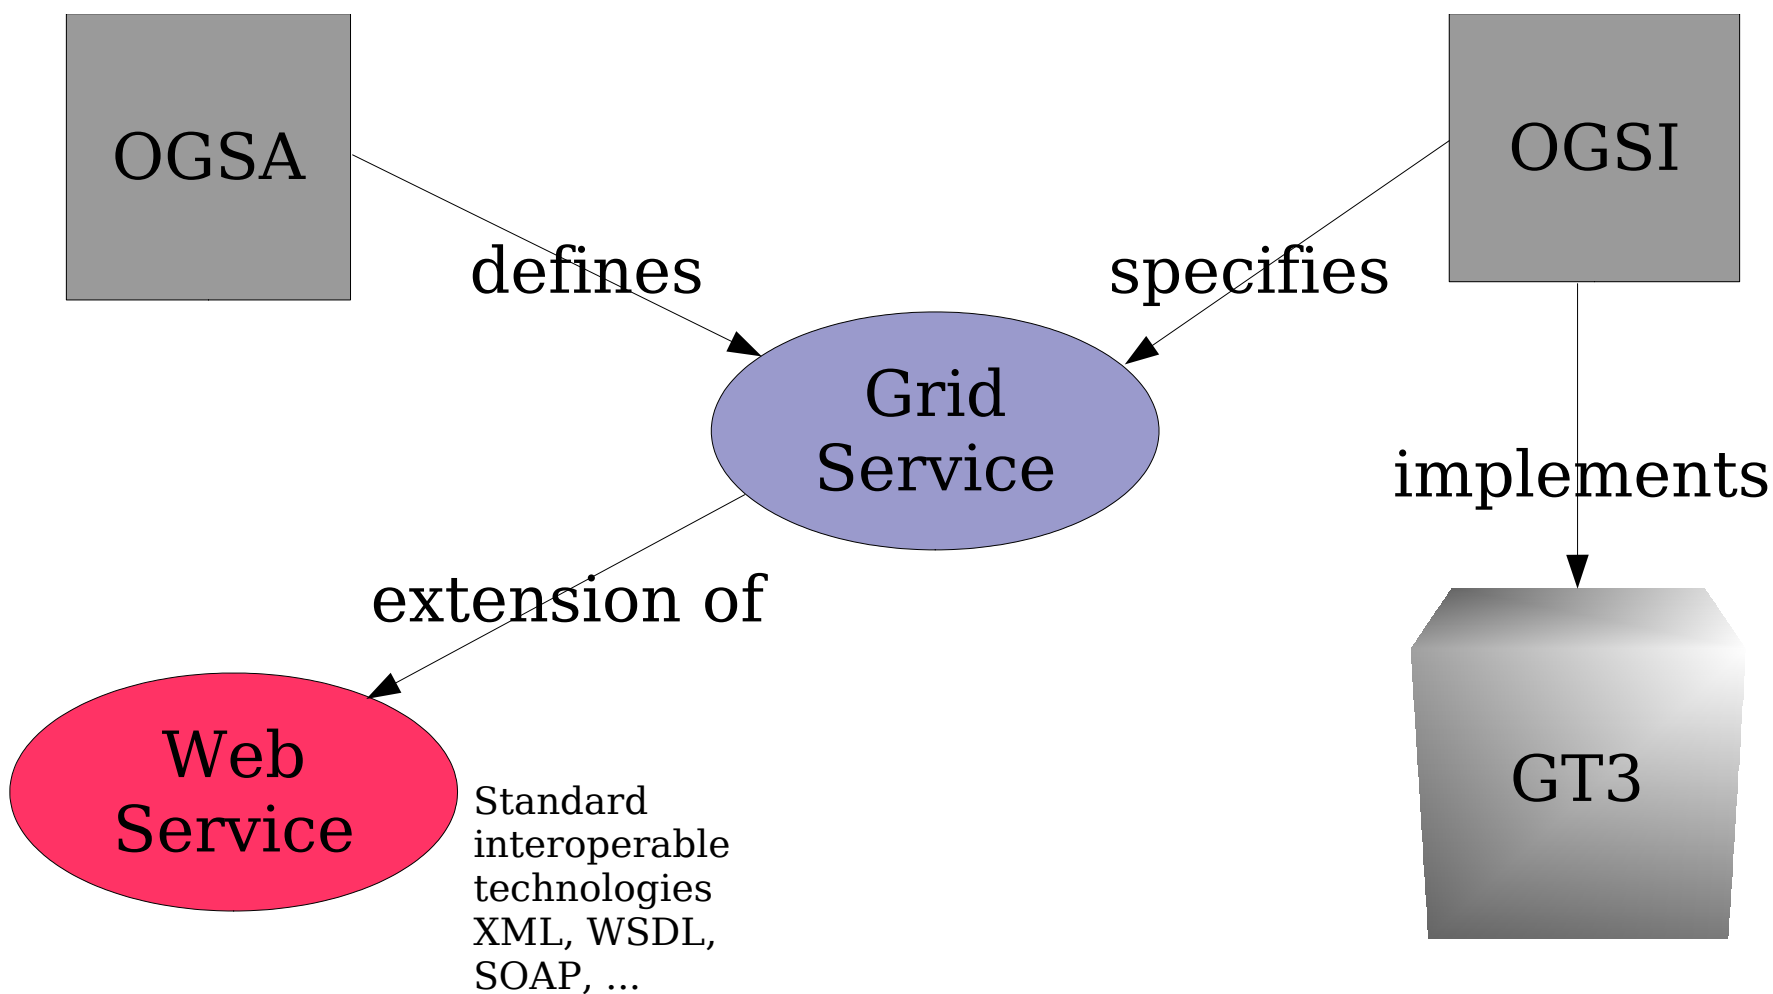 OGSA
OGSI
defines
specifies
Grid
Service
implements
extension of
Web
Service
GT3
Standard
interoperable
technologies
XML, WSDL,
SOAP, ...